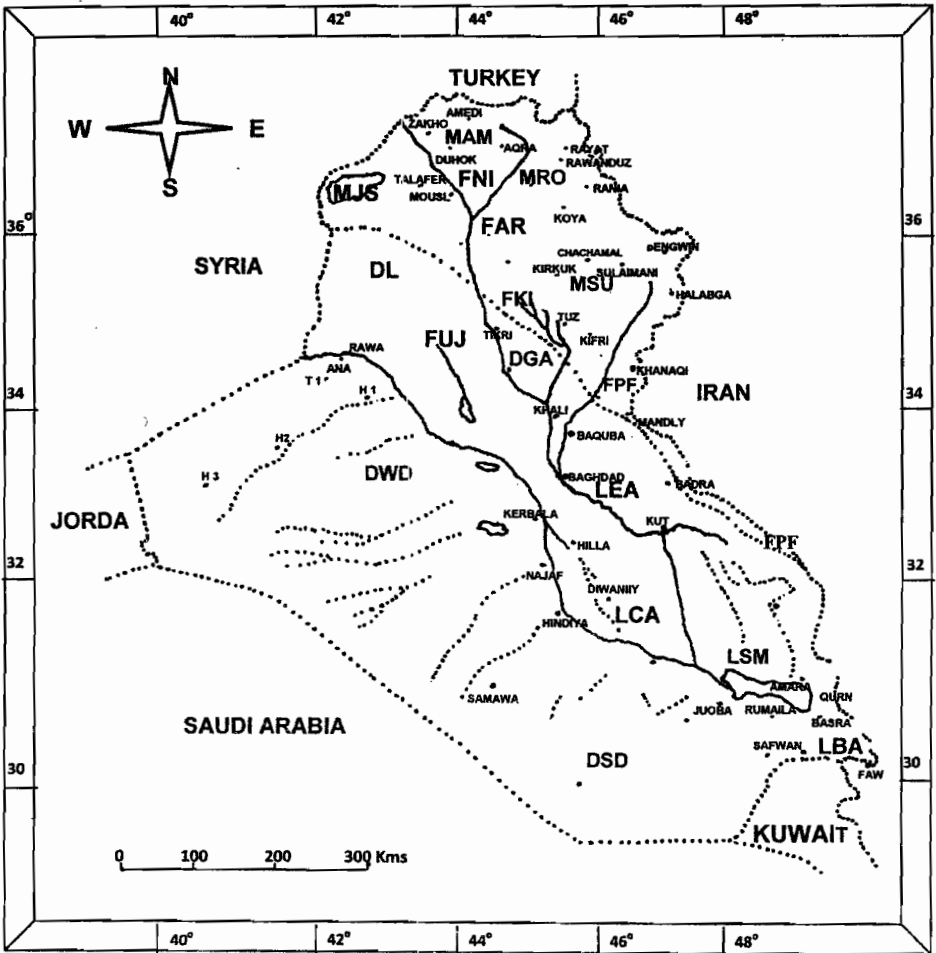 40° 42° 44° 46° 48°
N
W E
S
TURKEY
AMEDI
ZAKHO
MAM
AQRA
RAYAT
DUHOK
RAWANDUZ
TALAFER
FNI
MRO
RANIA
MJS
MOUSL
KOYA
36° 36
FAR
ENGWIN
SYRIA
DL
CHACHAMAL
KIRKUK
SULAIMANI
MSU
HALABGA
FKI
TUZ
TIKRI
KIFRI
FUJ
RAWA
ANA
DGA
T 1
KHANAQI
H 1
FPF
IRAN
34 34
KHALI
MANDLY
H2
BAQUBA
DWD
H 3
BAGHDAD
LEA
BADRA
JORDA
KERBALA
KUT
HILLA
FPF
32 32
NAJAF
DIWANIIY
HINDIYA
LCA
LSM
AMARA
SAMAWA
QURN
JUOBA
RUMAILA
BASRA
SAUDI ARABIA
SAFWAN
LBA
DSD
FAW
30 30
KUWAIT
0 100 200 300 Kms
40° 42° 44° 46° 48°